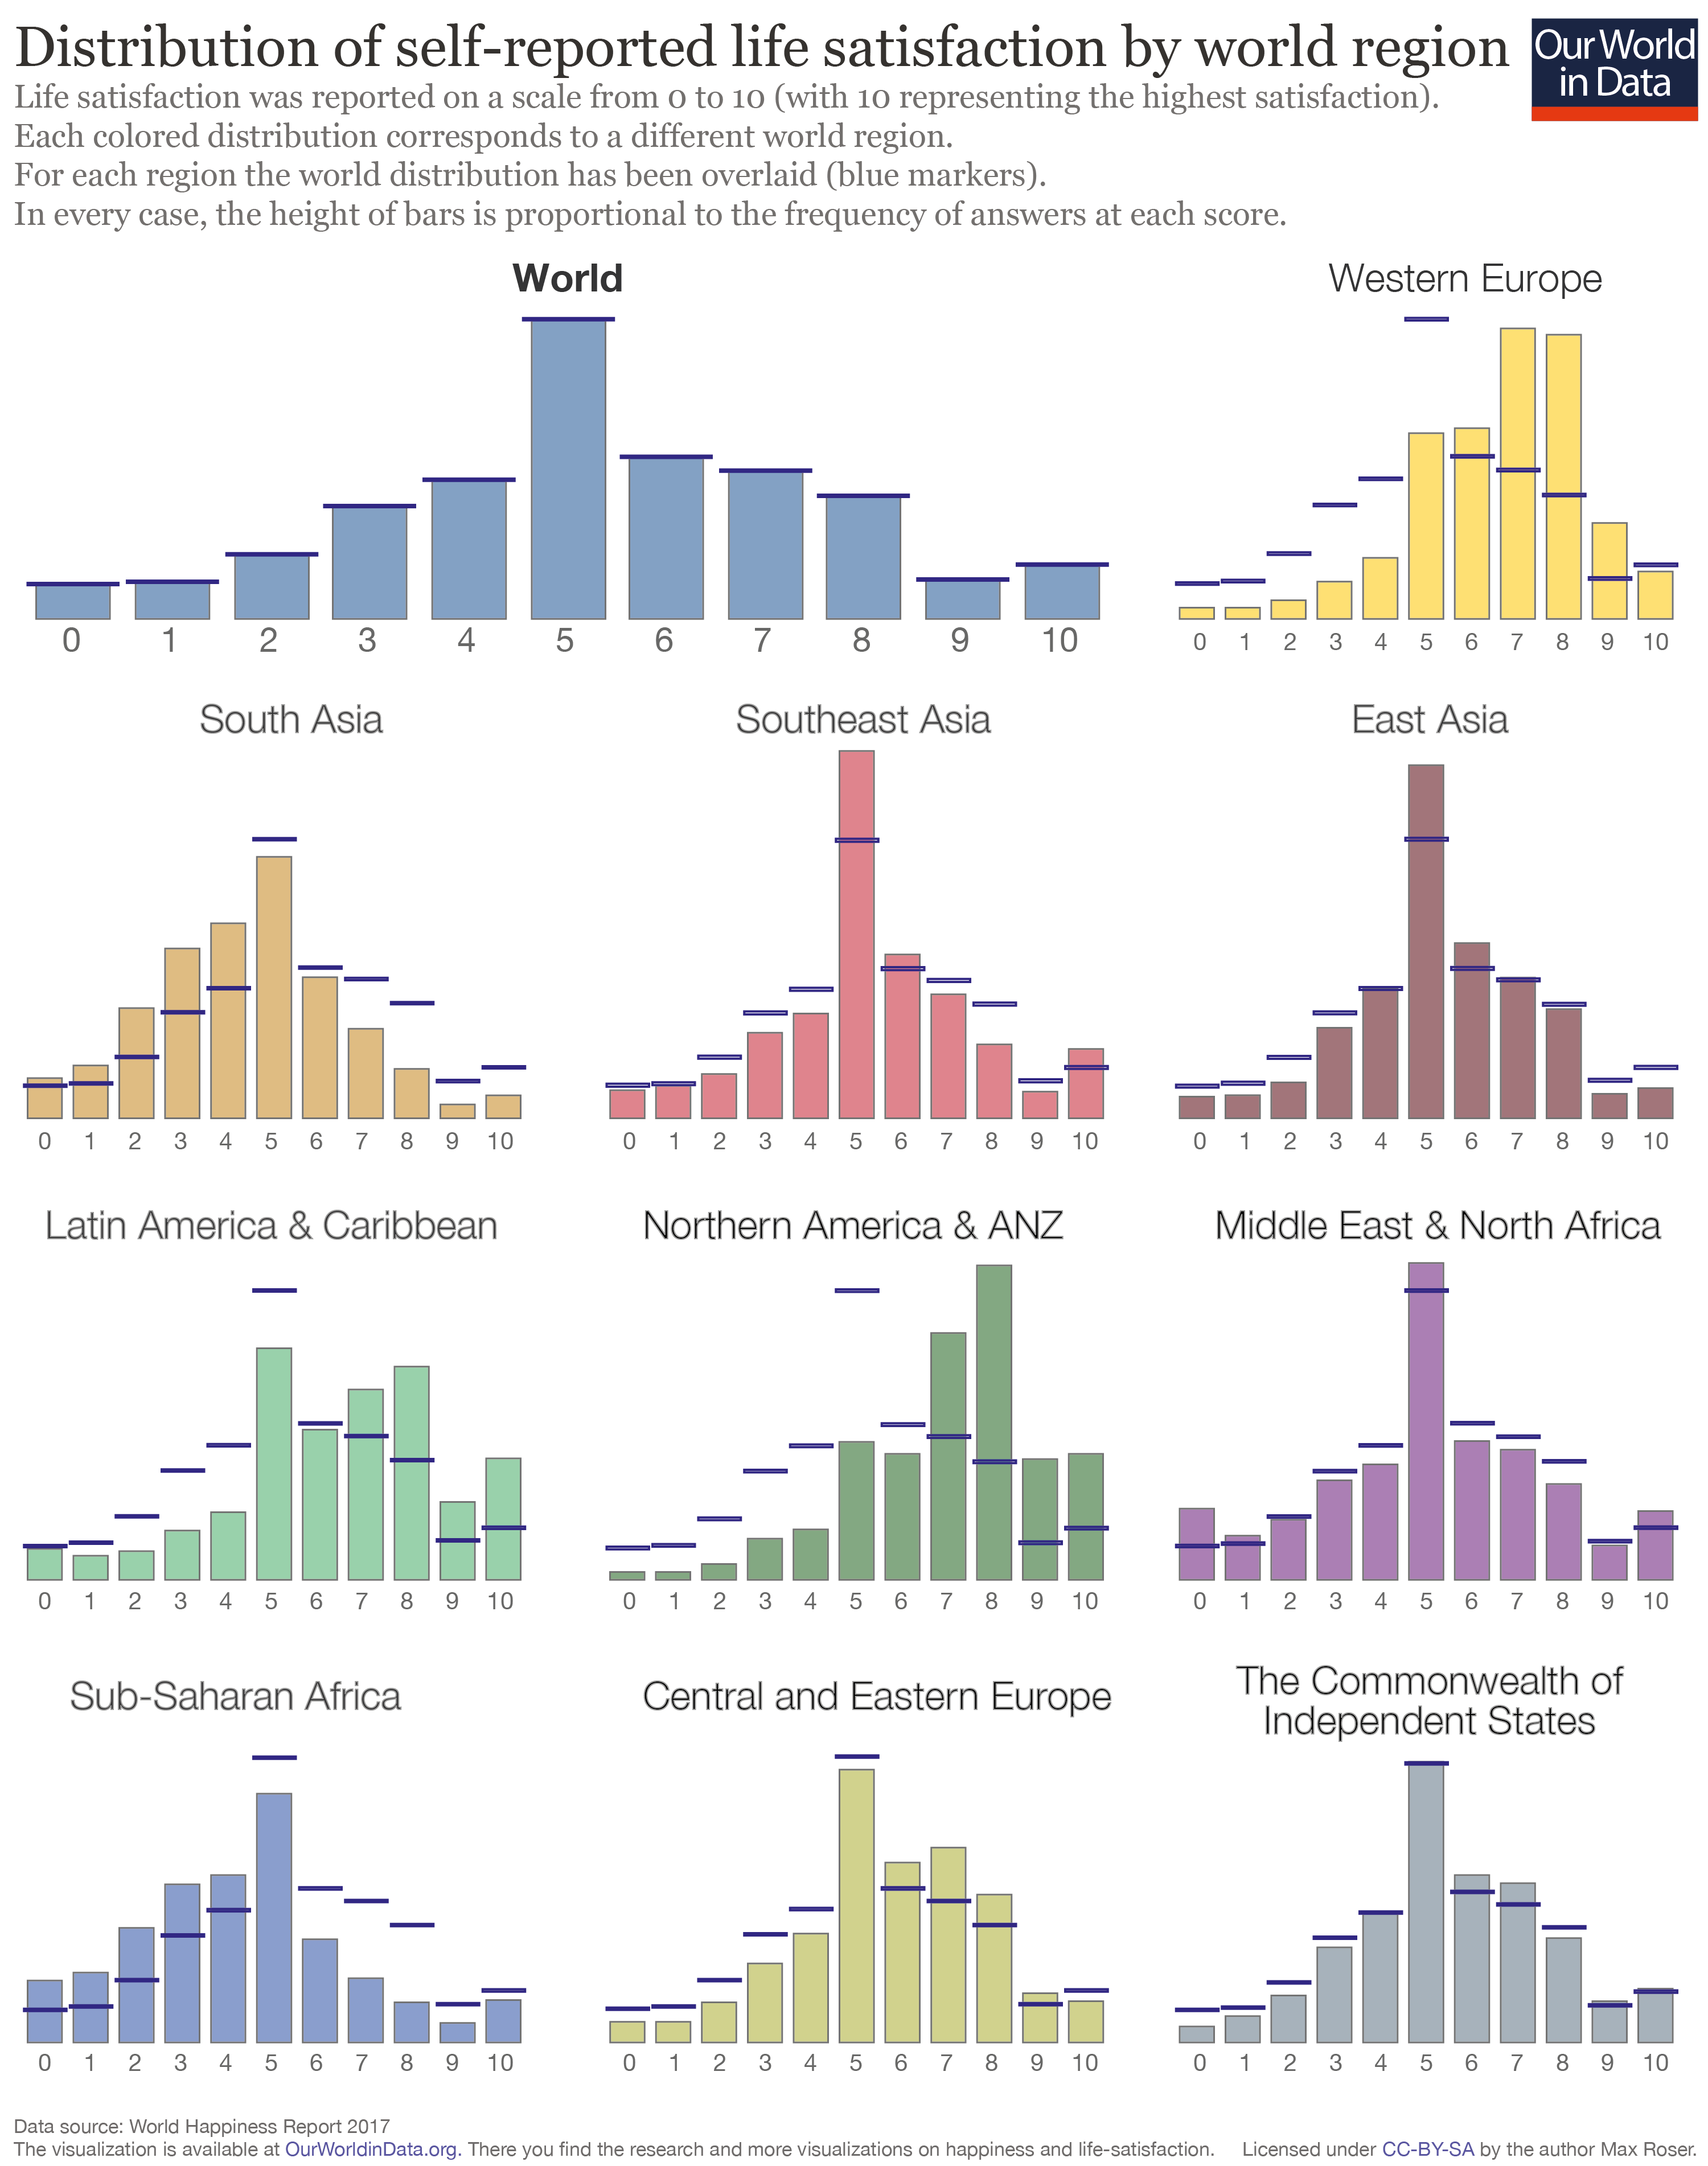 Distribution of self-reported life satisfaction by world region
Our World
in Data
Life satisfaction was reported on a scale from 0 to 10 (with 10 representing the highest satisfaction).
Each colored distribution corresponds to a different world region.
For each region the world distribution has been overlaid (blue markers).
In every case, the height of bars is proportional to the frequency of answers at each score.
World
0 1 2 3 4 5 6 7 8 9 10
Western Europe
0 1 2 3 4 5 6 7 8 9 10
South Asia
0 1 2 3 4 5 6 7 8 9 10
Southeast Asia
0 1 2 3 4 5 6 7 8 9 10
East Asia
0 1 2 3 4 5 6 7 8 9 10
Latin America & Caribbean
0 1 2 3 4 5 6 7 8 9 10
Northern America & ANZ
0 1 2 3 4 5 6 7 8 9 10
Middle East & North Africa
0 1 2 3 4 5 6 7 8 9 10
Sub-Saharan Africa
0 1 2 3 4 5 6 7 8 9 10
Central and Eastern Europe
0 1 2 3 4 5 6 7 8 9 10
The Commonwealth of
Independent States
0 1 2 3 4 5 6 7 8 9 10
Data source: World Happiness Report 2017
The visualization is available at OurWorldinData.org. There you find the research and more visualizations on happiness and life-satisfaction.
Licensed under CC-BY-SA by the author Max Roser.